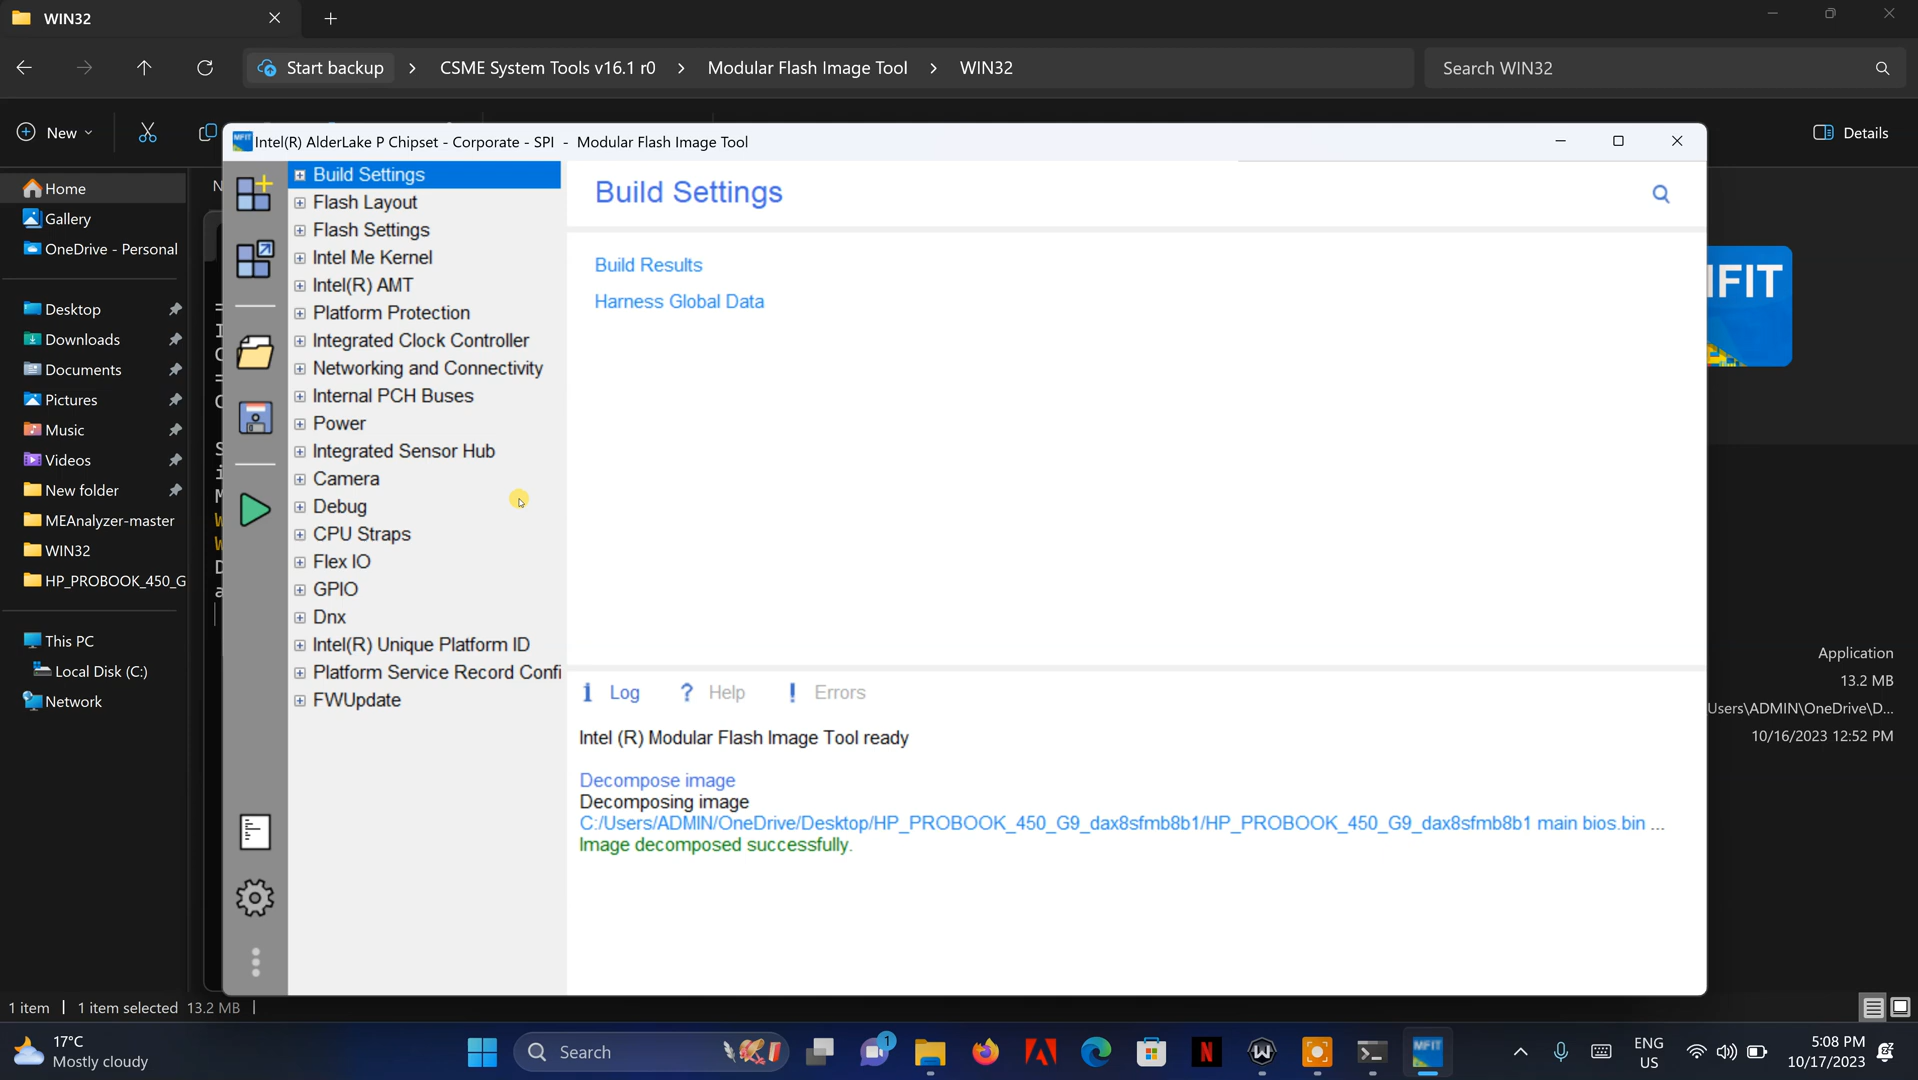 WIN32
Start backup > CSME System Tools v16.1 r0 > Modular Flash Image Tool > WIN32
Search WIN32
New
Details
MFIT Intel(R) AlderLake P Chipset - Corporate - SPI - Modular Flash Image Tool
Home
Gallery
OneDrive - Personal
Desktop
Downloads
Documents
Pictures
Music
Videos
New folder
MEAnalyzer-master
WIN32
HP_PROBOOK_450_G
This PC
Local Disk (C:)
Network
Build Settings
Flash Layout
Flash Settings
Intel Me Kernel
Intel(R) AMT
Platform Protection
Integrated Clock Controller
Networking and Connectivity
Internal PCH Buses
Power
Integrated Sensor Hub
Camera
Debug
CPU Straps
Flex IO
GPIO
Dnx
Intel(R) Unique Platform ID
Platform Service Record Confi
FWUpdate
Build Settings
Build Results
Harness Global Data
i Log ? Help ! Errors
Intel (R) Modular Flash Image Tool ready
Decompose image
Decomposing image
C:/Users/ADMIN/OneDrive/Desktop/HP_PROBOOK_450_G9_dax8sfmb8b1/HP_PROBOOK_450_G9_dax8sfmb8b1 main bios.bin ...
Image decomposed successfully.
IFIT
Application
13.2 MB
Users\ADMIN\OneDrive\D...
10/16/2023 12:52 PM
1 item | 1 item selected 13.2 MB |
17°C
Mostly cloudy
Search
1
N
MFIT
ENG
US
5:08 PM
10/17/2023